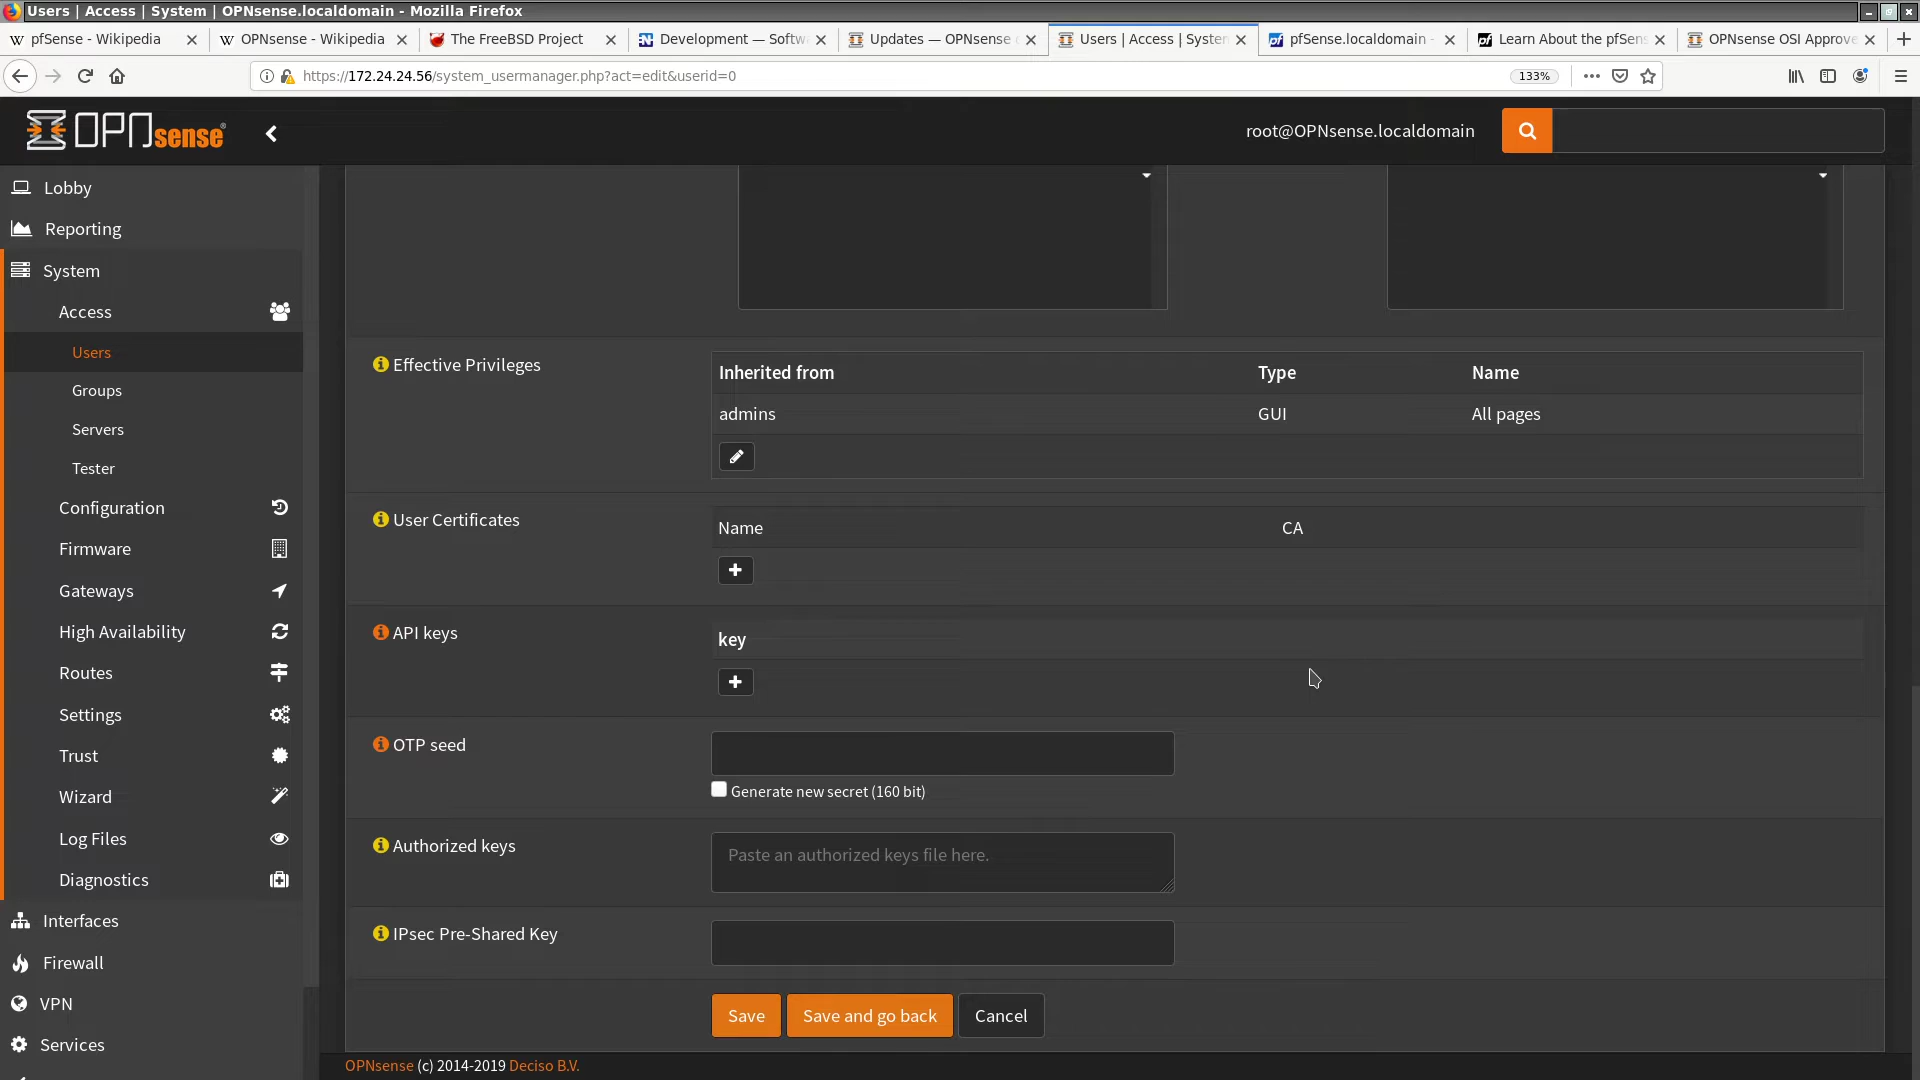 Users | Access | System | OPNsense.localdomain - Mozilla Firefox
pfSense - Wikipedia
OPNsense - Wikipedia
The FreeBSD Project
Development — Softw
Updates — OPNsense
Users | Access | System
pfSense.localdomain -
Learn About the pfSens
OPNsense OSI Approve
https://172.24.24.56/system_usermanager.php?act=edit&userid=0
133%
OPNsense®
root@OPNsense.localdomain
Lobby
Reporting
System
Access
Users
Groups
Servers
Tester
Configuration
Firmware
Gateways
High Availability
Routes
Settings
Trust
Wizard
Log Files
Diagnostics
Interfaces
Firewall
VPN
Services
Effective Privileges
Inherited from Type Name
admins GUI All pages
User Certificates
Name CA
API keys
key
OTP seed
Generate new secret (160 bit)
Authorized keys
Paste an authorized keys file here.
IPsec Pre-Shared Key
Save Save and go back Cancel
OPNsense (c) 2014-2019 Deciso B.V.